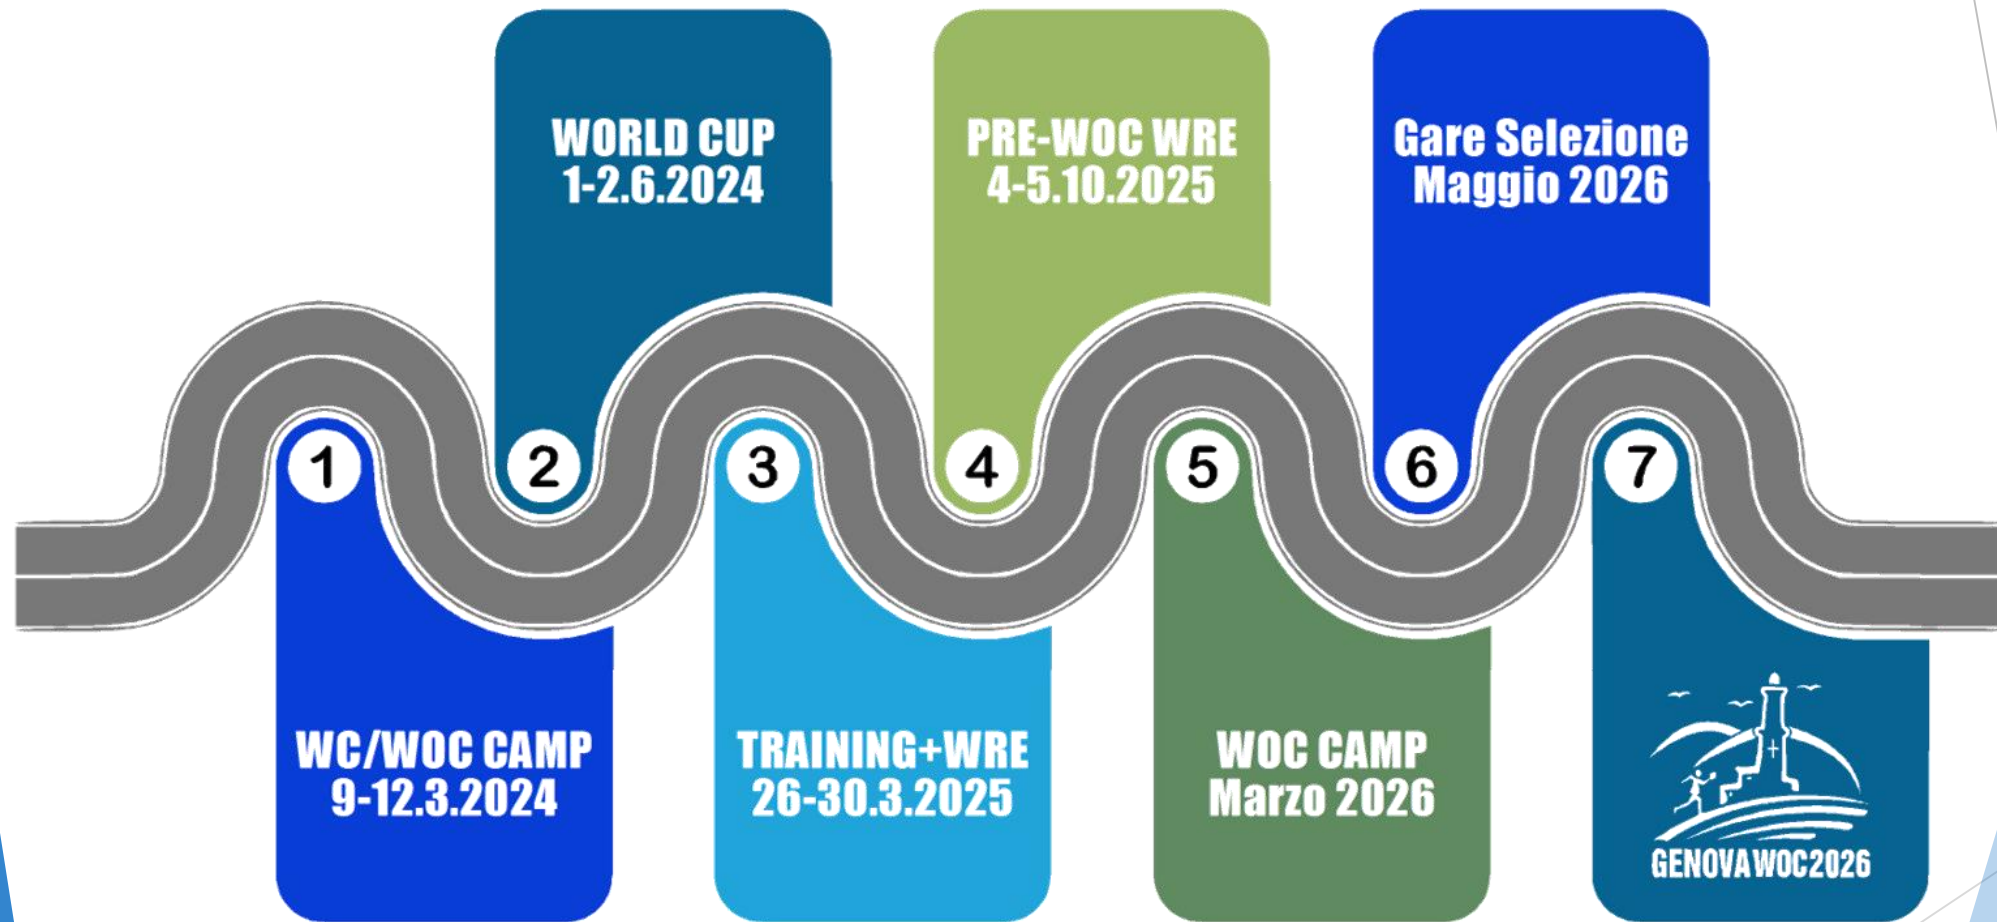 1
WC/WOC CAMP
9-12.3.2024
2
WORLD CUP
1-2.6.2024
3
TRAINING+WRE
26-30.3.2025
4
PRE-WOC WRE
4-5.10.2025
5
WOC CAMP
Marzo 2026
6
Gare Selezione
Maggio 2026
7
GENOVAWOC2026